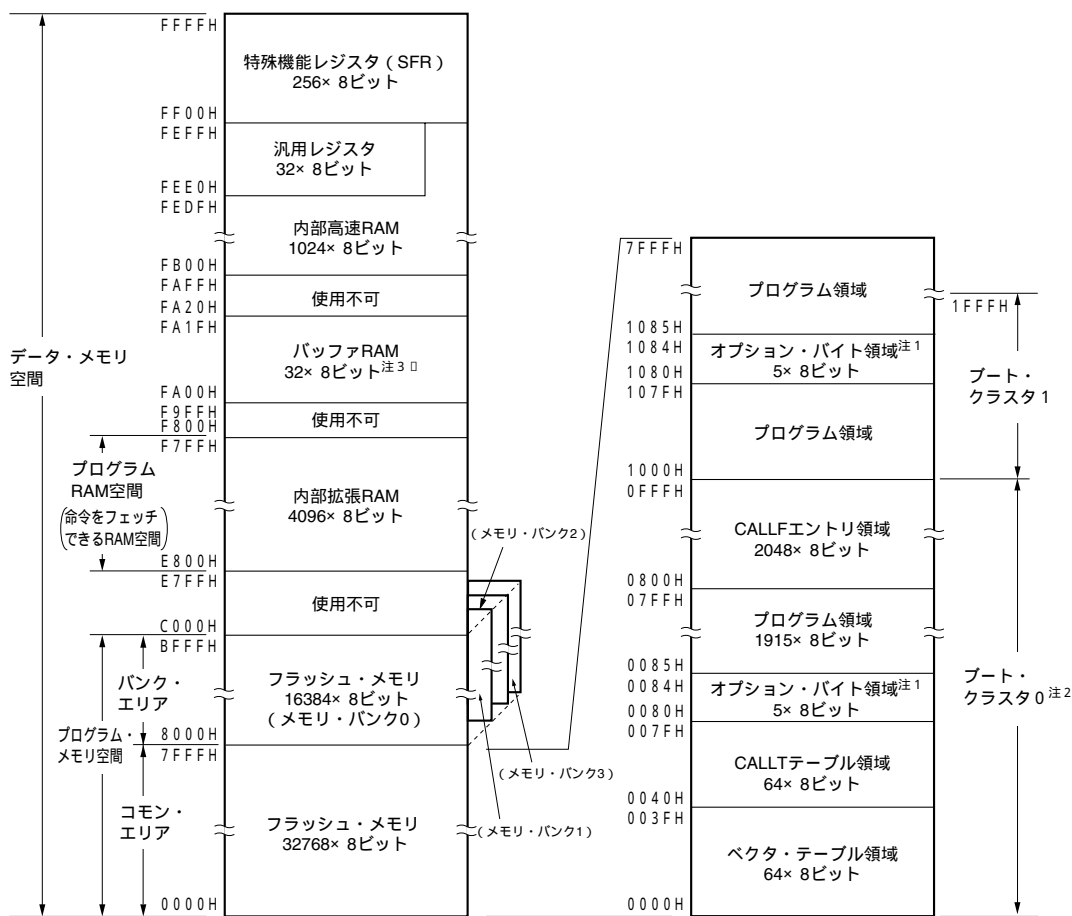 FFFFH
特殊機能レジスタ(SFR)
256× 8ビット
FF00H
FEFFH
汎用レジスタ
32× 8ビット
FEE0H
FEDFH
内部高速RAM
1024× 8ビット
FB00H
FAFFH
使用不可
FA20H
FA1FH
データ・メモリ
空間
バッファRAM
32× 8ビット注3
FA00H
F9FFH
使用不可
F800H
F7FFH
プログラム
RAM空間
(命令をフェッチ
できるRAM空間)
内部拡張RAM
4096× 8ビット
E800H
E7FFH
使用不可
C000H
BFFFH
バンク・
エリア
フラッシュ・メモリ
16384× 8ビット
(メモリ・バンク0)
8000H
7FFFH
プログラム・
メモリ空間
コモン・
エリア
フラッシュ・メモリ
32768× 8ビット
0000H
(メモリ・バンク2)
(メモリ・バンク3)
(メモリ・バンク1)
7FFFH
プログラム領域
1FFFH
1085H
1084H
オプション・バイト領域注1
5× 8ビット
1080H
107FH
ブート・
クラスタ1
プログラム領域
1000H
0FFFH
CALLFエントリ領域
2048× 8ビット
0800H
07FFH
プログラム領域
1915× 8ビット
0085H
0084H
オプション・バイト領域注1
5× 8ビット
0080H
007FH
ブート・
クラスタ0注2
CALLTテーブル領域
64× 8ビット
0040H
003FH
ベクタ・テーブル領域
64× 8ビット
0000H